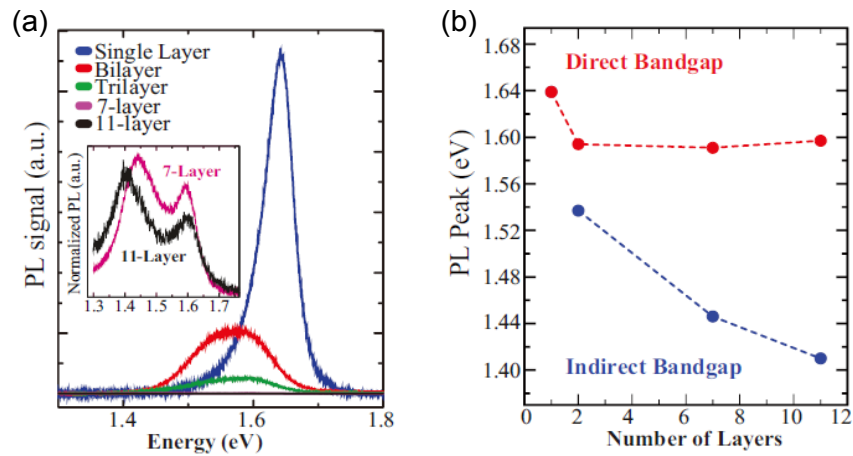 (a)
PL signal (a.u.)
Single Layer
Bilayer
Trilayer
7-layer
11-layer
Normalized PL (a.u.)
7-Layer
11-Layer
1.3 1.4 1.5 1.6 1.7
1.4 1.6 1.8
Energy (eV)
(b)
PL Peak (eV)
1.68
1.64
1.60
1.56
1.52
1.48
1.44
1.40
Direct Bandgap
Indirect Bandgap
0 2 4 6 8 10 12
Number of Layers